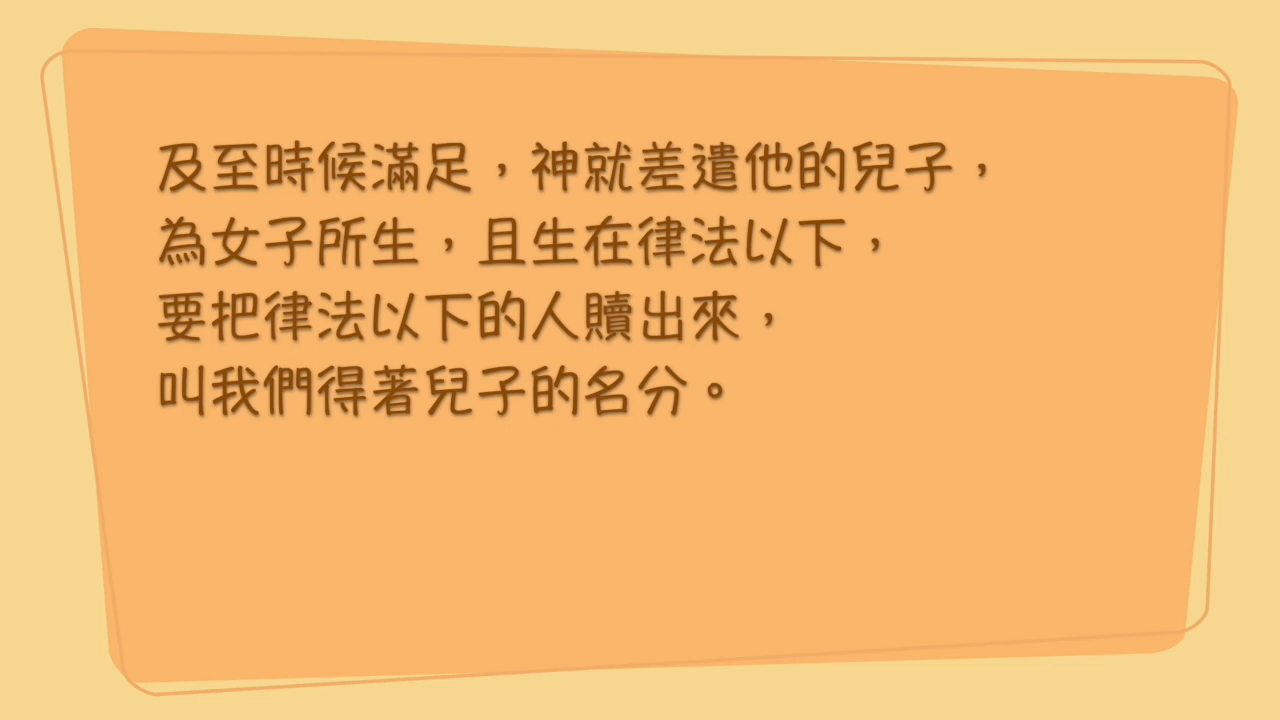 及至時候滿足，神就差遣他的兒子，
為女子所生，且生在律法以下，
要把律法以下的人贖出來，
叫我們得著兒子的名分。